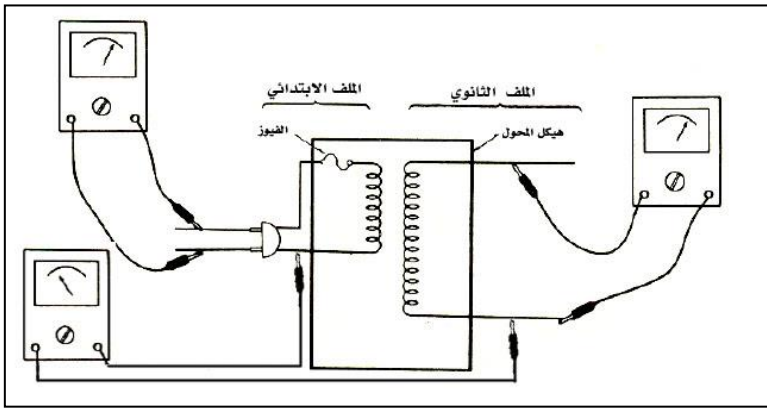 الملف الثانوي
الملف الابتدائي
هيكل المحول
الفيوز